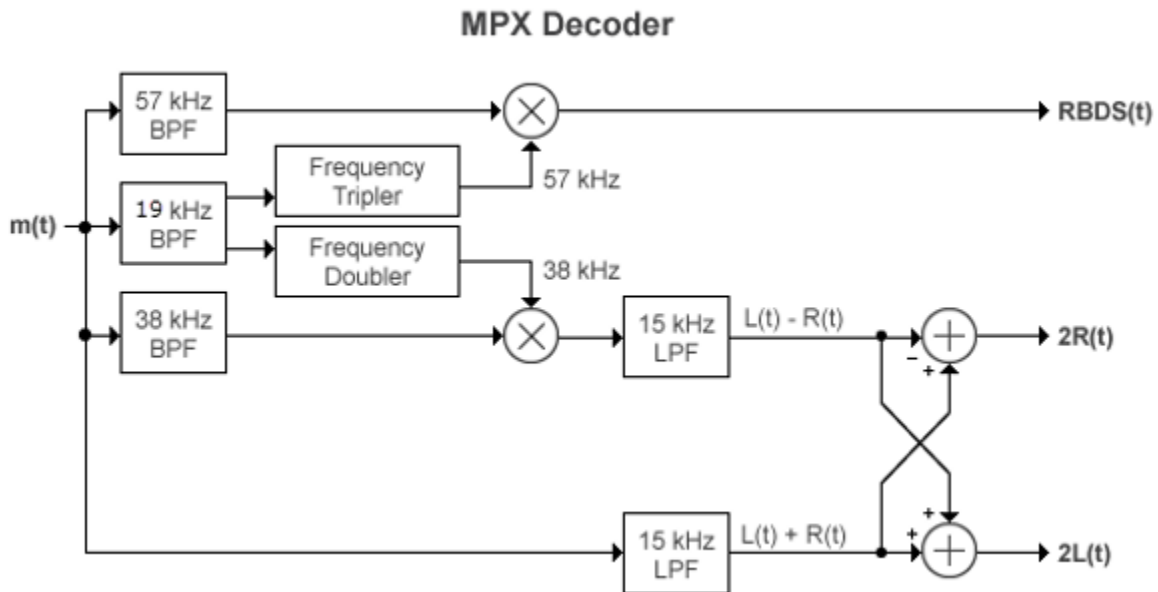 MPX Decoder
57 kHz
BPF
RBDS(t)
Frequency
Tripler
57 kHz
19 kHz
BPF
m(t)
Frequency
Doubler
38 kHz
38 kHz
BPF
15 kHz
LPF
L(t) - R(t)
−
+
2R(t)
15 kHz
LPF
L(t) + R(t)
+
+
2L(t)